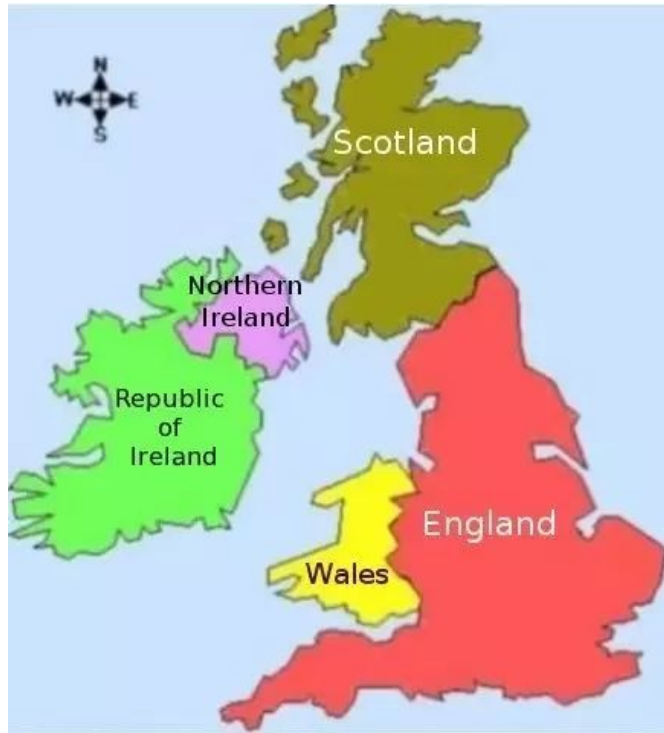 N
W E
S
Scotland
Northern
Ireland
Republic
of
Ireland
England
Wales